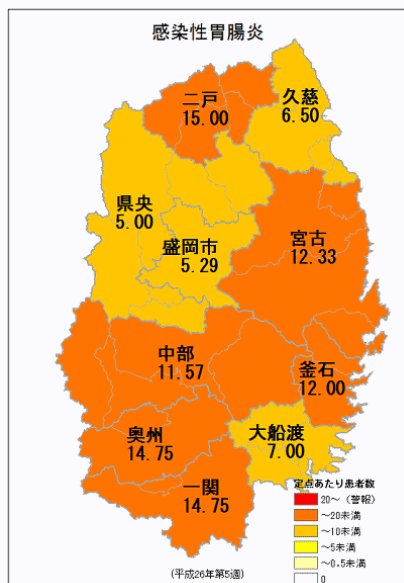 感染性胃腸炎
二戸
15.00
久慈
6.50
県央
5.00
盛岡市
5.29
宮古
12.33
中部
11.57
釜石
12.00
奥州
14.75
大船渡
7.00
一関
14.75
定点あたり患者数
20～（警報）
～20未満
～10未満
～5未満
～0.5未満
0
(平成26年第5週)